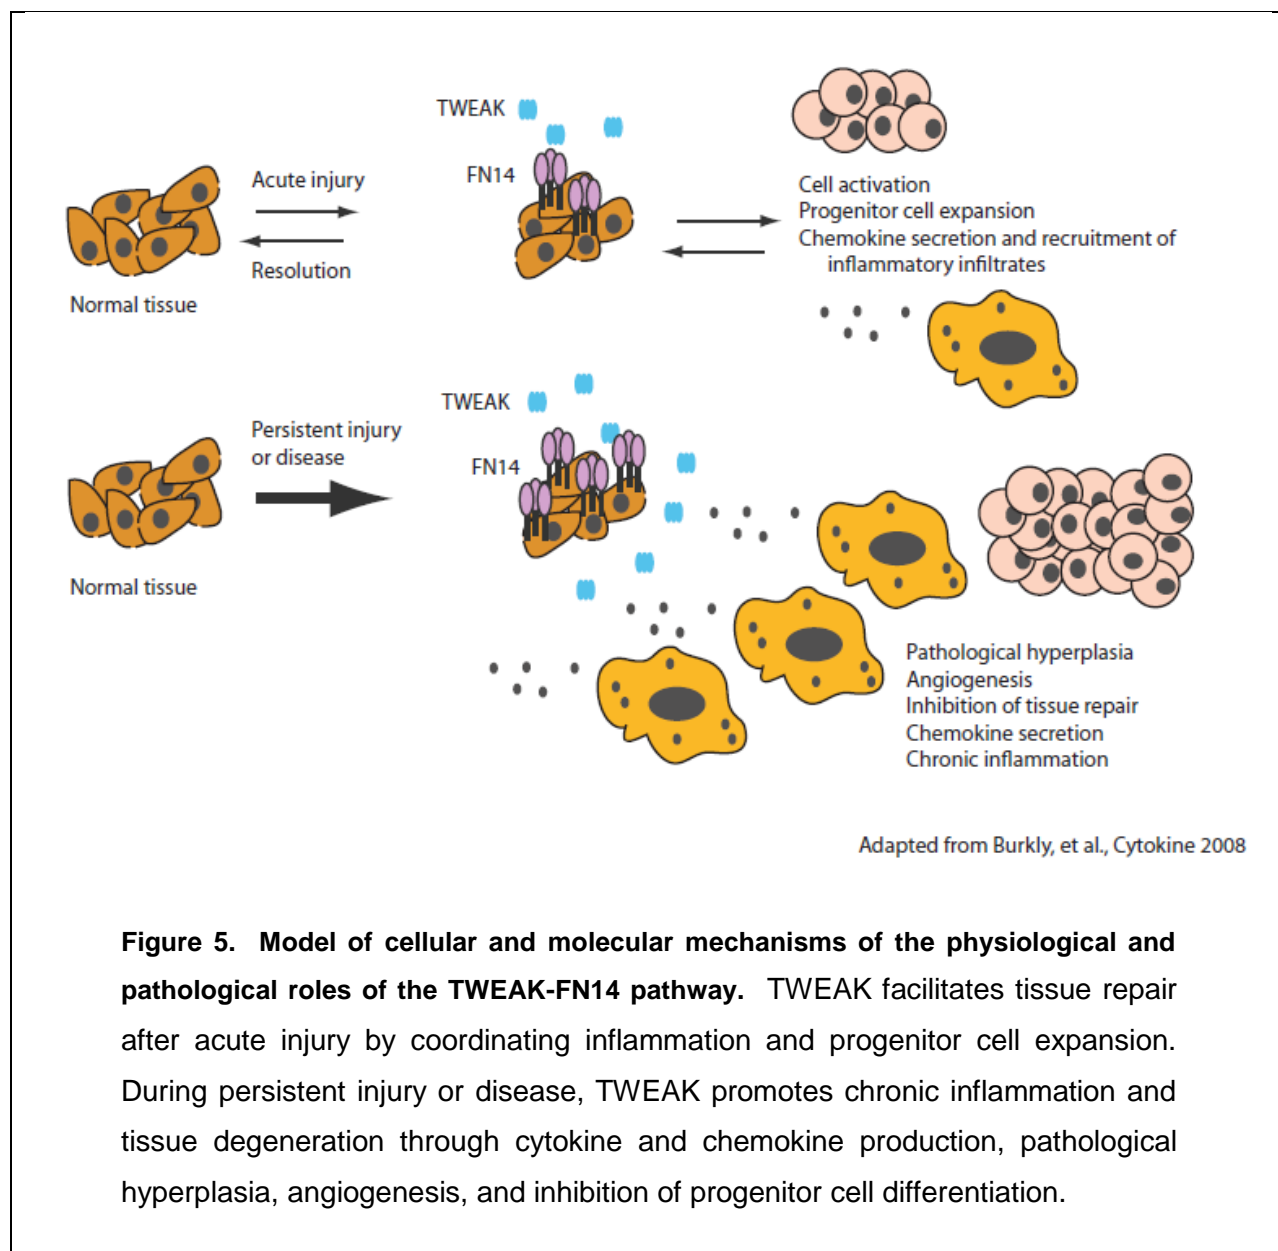 TWEAK
FN14
Acute injury
Resolution
Normal tissue
Cell activation
Progenitor cell expansion
Chemokine secretion and recruitment of
inflammatory infiltrates
TWEAK
FN14
Persistent injury
or disease
Normal tissue
Pathological hyperplasia
Angiogenesis
Inhibition of tissue repair
Chemokine secretion
Chronic inflammation
Adapted from Burkly, et al., Cytokine 2008
Figure 5. Model of cellular and molecular mechanisms of the physiological and
pathological roles of the TWEAK-FN14 pathway. TWEAK facilitates tissue repair
after acute injury by coordinating inflammation and progenitor cell expansion.
During persistent injury or disease, TWEAK promotes chronic inflammation and
tissue degeneration through cytokine and chemokine production, pathological
hyperplasia, angiogenesis, and inhibition of progenitor cell differentiation.